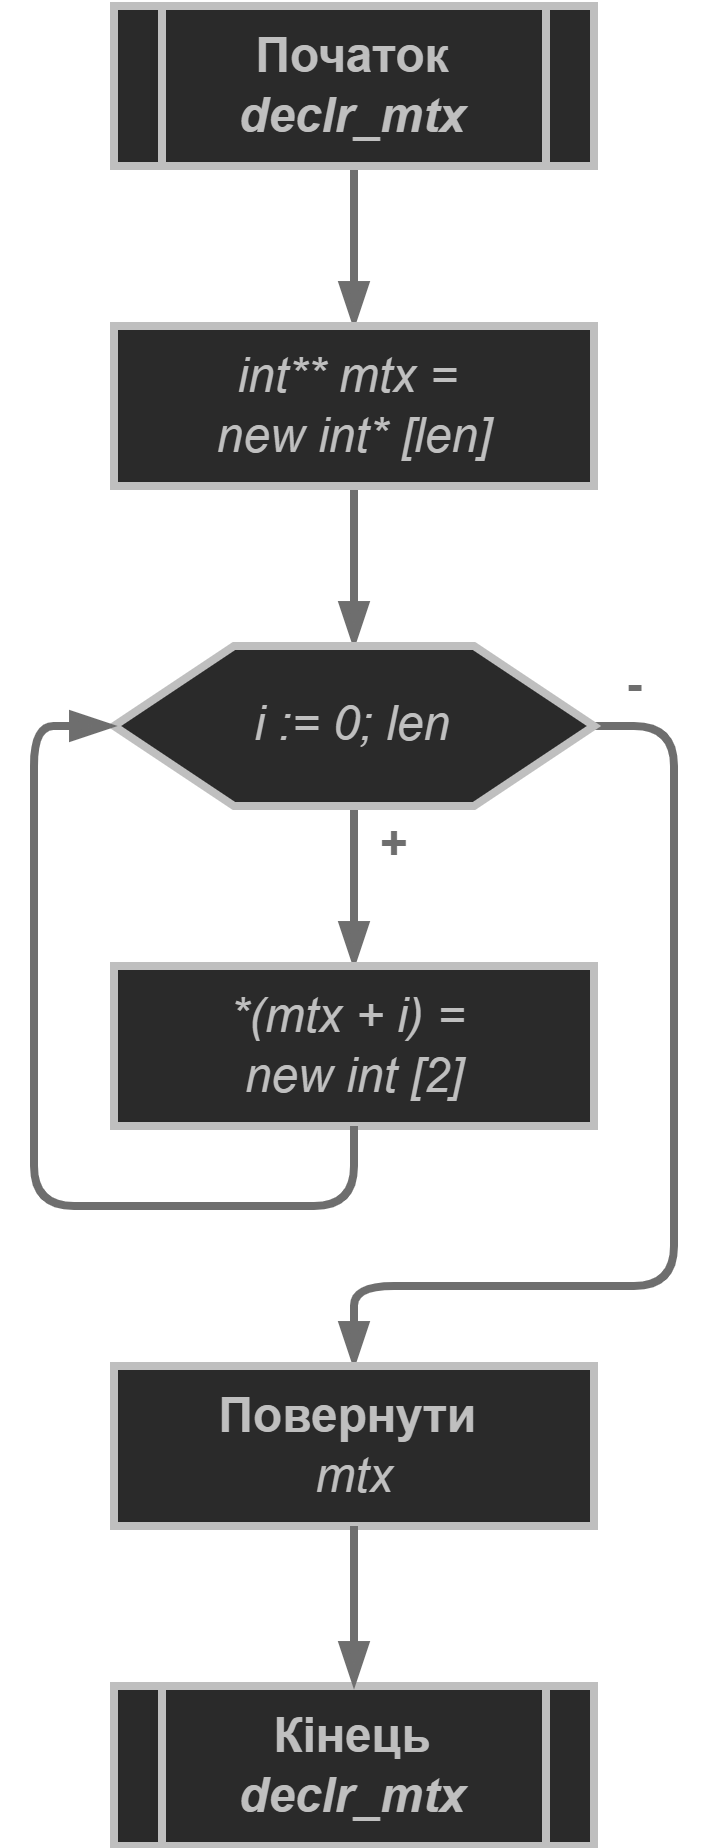 Початок
declr_mtx
int** mtx =
new int* [len]
i := 0; len
-
+
*(mtx + i) =
new int [2]
Повернути
mtx
Кінець
declr_mtx